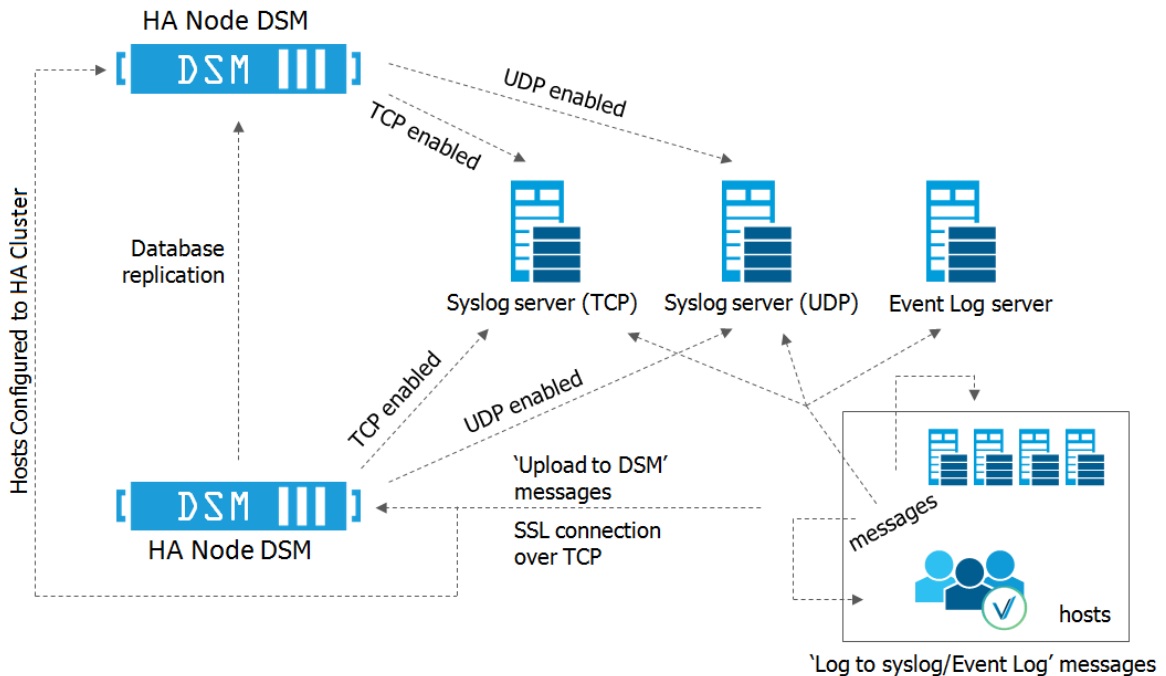 HA Node DSM
DSM
UDP enabled
TCP enabled
Hosts Configured to HA Cluster
Database
replication
Syslog server (TCP)
Syslog server (UDP)
Event Log server
TCP enabled
UDP enabled
‘Upload to DSM’
messages
SSL connection
over TCP
DSM
HA Node DSM
messages
hosts
‘Log to syslog/Event Log’ messages